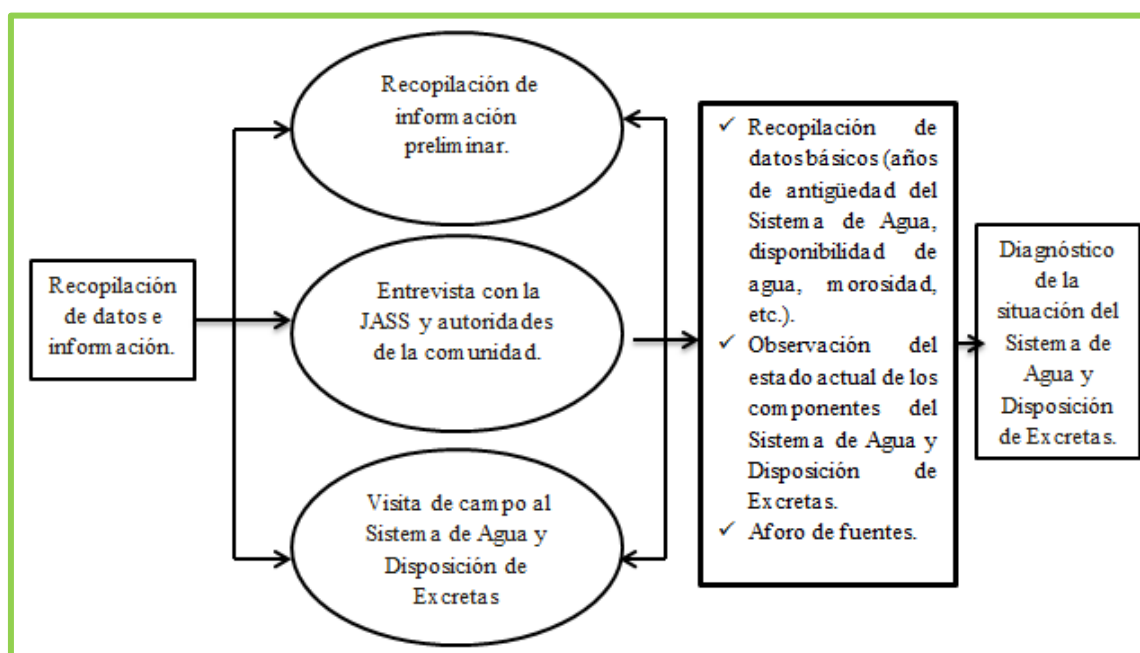 Recopilación
de datos e
información.
Recopilación de
información
preliminar.
Entrevista con la
JASS y autoridades
de la comunidad.
Visita de campo al
Sistema de Agua y
Disposición de
Excretas
✓ Recopilación de
datos básicos (años
de antigüedad del
Sistema de Agua,
disponibilidad de
agua, morosidad,
etc.).
✓ Observación del
estado actual de los
componentes del
Sistema de Agua y
Disposición de
Excretas.
✓ Aforo de fuentes.
Diagnóstico
de la
situación del
Sistema de
Agua y
Disposición
de Excretas.